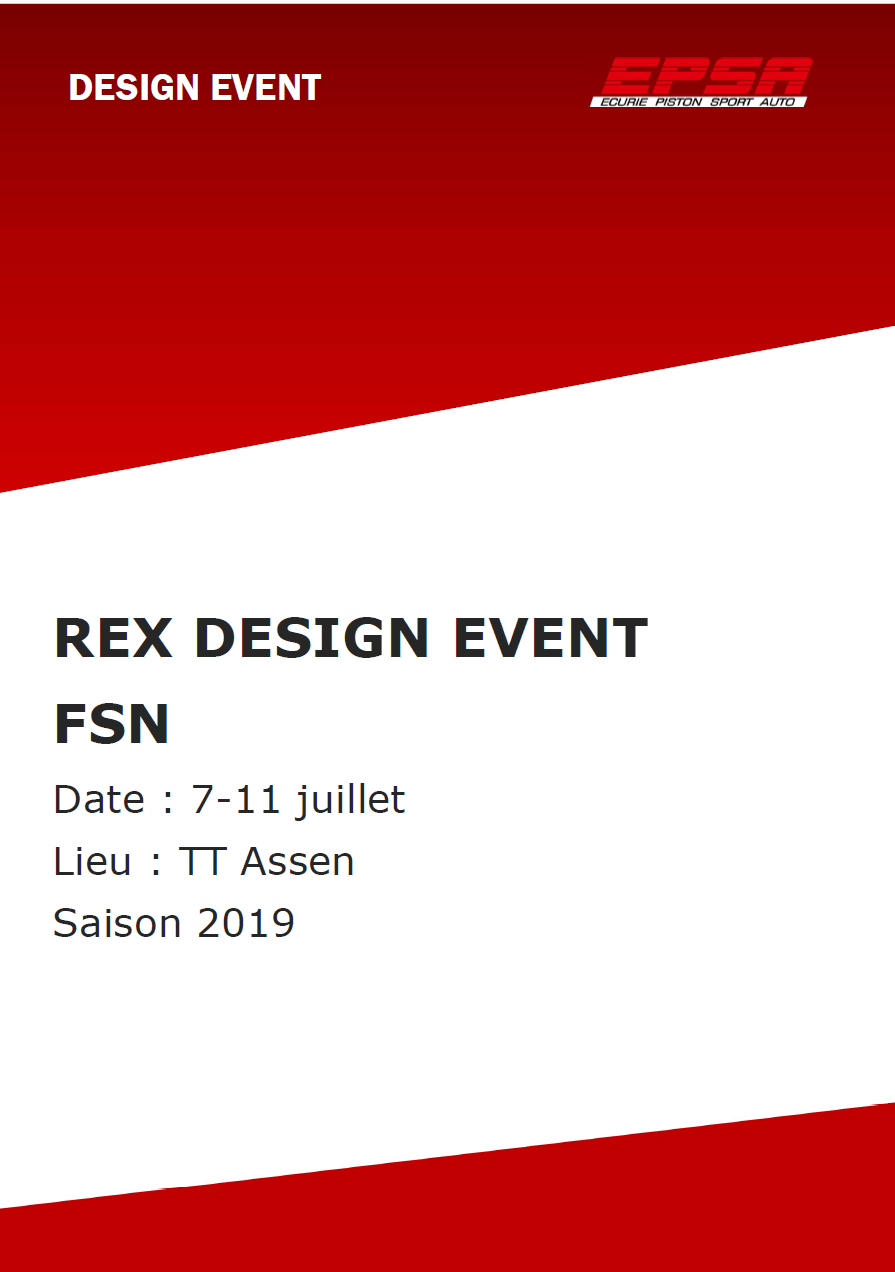 DESIGN EVENT
EPSA
ECURIE PISTON SPORT AUTO
REX DESIGN EVENT
FSN
Date : 7-11 juillet
Lieu : TT Assen
Saison 2019